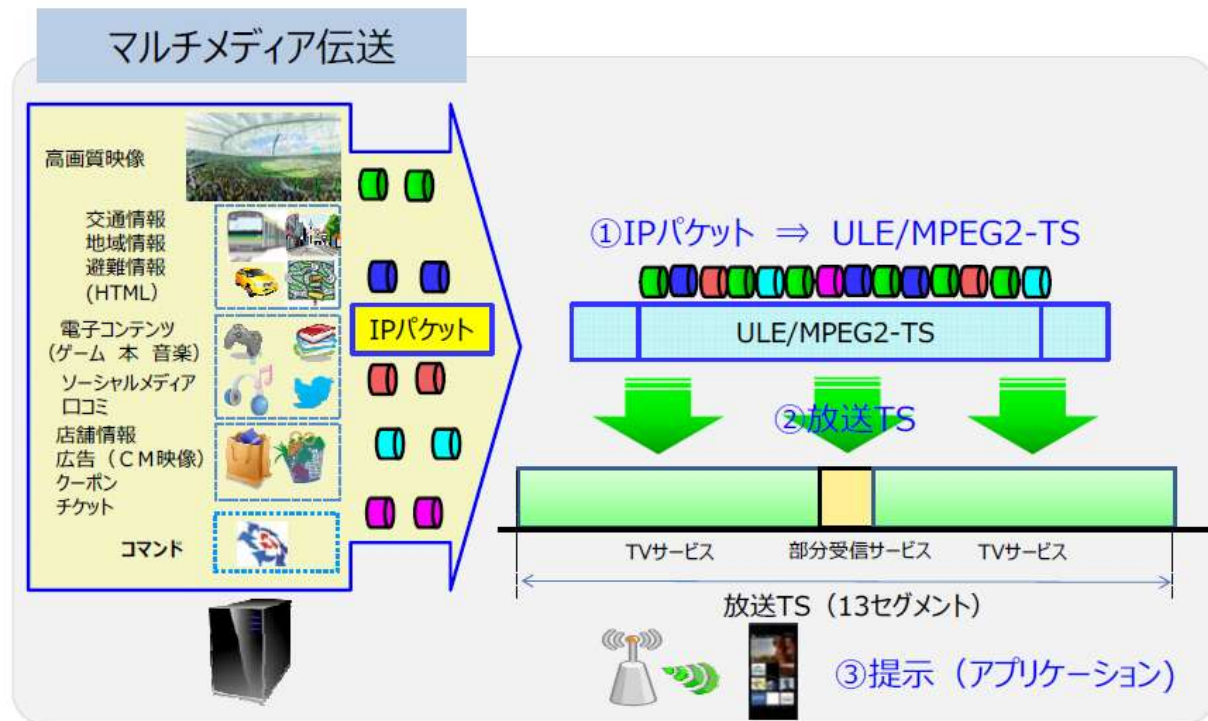 マルチメディア伝送
高画質映像
交通情報
地域情報
避難情報
(HTML)
電子コンテンツ
(ゲーム 本 音楽)
ソーシャルメディア
口コミ
店舗情報
広告（ＣＭ映像）
クーポン
チケット
コマンド
IPパケット
①IPパケット ⇒ ULE/MPEG2-TS
ULE/MPEG2-TS
②放送TS
TVサービス 部分受信サービス TVサービス
放送TS（13セグメント）
③提示（アプリケーション）